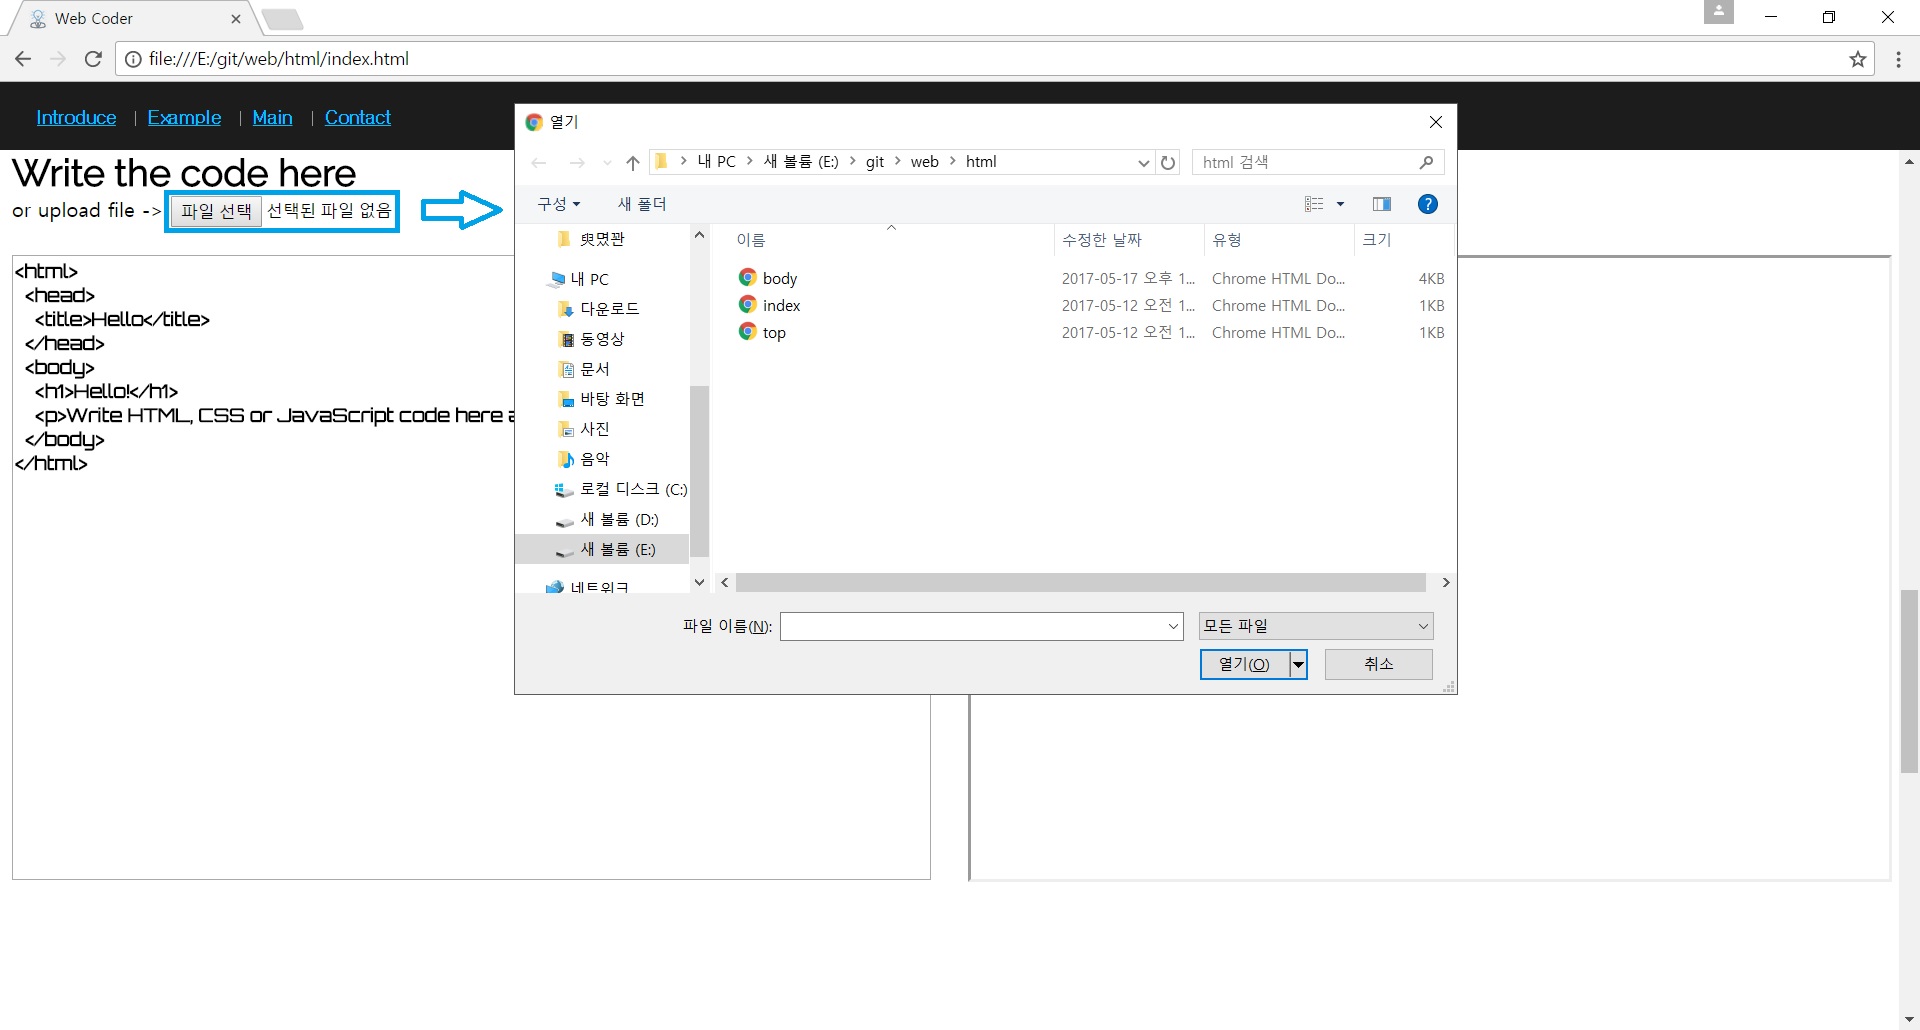 Web Coder
file:///E:/git/web/html/index.html
Introduce | Example | Main | Contact
Write the code here
or upload file -> 파일 선택 선택된 파일 없음
<html>
<head>
<title>Hello</title>
</head>
<body>
<h1>Hello!</h1>
<p>Write HTML, CSS or JavaScript code here
</body>
</html>
열기
내 PC > 새 볼륨 (E:) > git > web > html
html 검색
구성 새 폴더
내 PC
다운로드
동영상
문서
바탕 화면
사진
음악
로컬 디스크 (C:)
새 볼륨 (D:)
새 볼륨 (E:)
네트워크
이름 수정한 날짜 유형 크기
body 2017-05-17 오후 1... Chrome HTML Do... 4KB
index 2017-05-12 오전 1... Chrome HTML Do... 1KB
top 2017-05-12 오전 1... Chrome HTML Do... 1KB
파일 이름(N): 모든 파일
열기(O) 취소